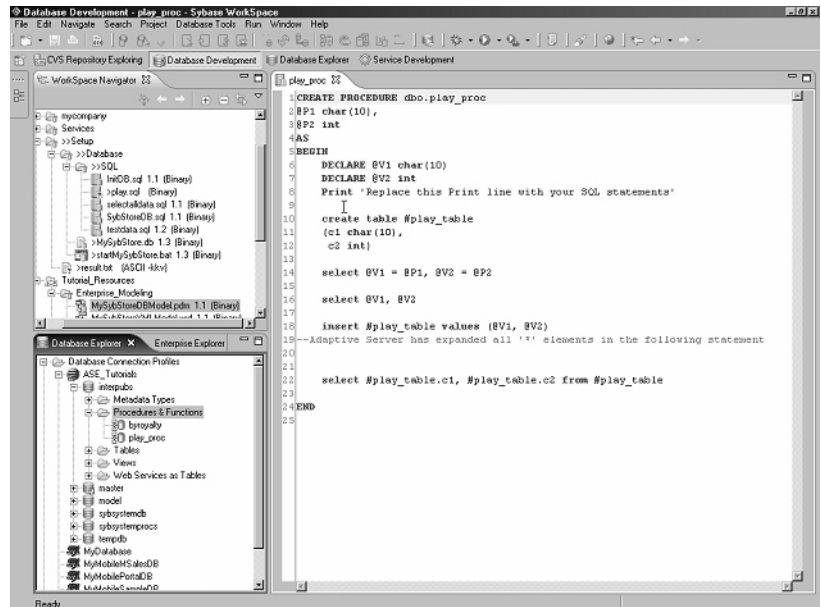 Database Development - play_proc - Sybase WorkSpace
File Edit Navigate Search Project Database Tools Run Window Help
CVS Repository Exploring Database Development Database Explorer Service Development
WorkSpace Navigator
mycompany
Services
>>Setup
>>Database
>>SQL
InitDB.sql 1.1 (Binary)
>play.sql (Binary)
selectalldata.sql 1.1 (Binary)
SybStoreDB.sql 1.1 (Binary)
testdata.sql 1.2 (Binary)
>MySybStore.db 1.3 (Binary)
>startMySybStore.bat 1.3 (Binary)
>result.txt (ASCII -kkv)
Tutorial_Resources
Enterprise_Modeling
MySybStoreDBModel.pdm 1.1 (Binary)
Database Explorer Enterprise Explorer
Database Connection Profiles
ASE_Tutorials
interpubs
Metadata Types
Procedures & Functions
byroyalty
play_proc
Tables
Views
Web Services as Tables
master
model
sybsystemdb
sybsystemprocs
tempdb
MyDatabase
MyMobileMSalesDB
MyMobilePortalDB
MyMobileSampleDB
play_proc
1 CREATE PROCEDURE dbo.play_proc
2 @P1 char(10),
3 @P2 int
4 AS
5 BEGIN
6 DECLARE @V1 char(10)
7 DECLARE @V2 int
8 Print 'Replace this Print line with your SQL statements'
9
10 create table #play_table
11 (c1 char(10),
12 c2 int)
13
14 select @V1 = @P1, @V2 = @P2
15
16 select @V1, @V2
17
18 insert #play_table values (@V1, @V2)
19 --Adaptive Server has expanded all '*' elements in the following statement
20
21
22 select #play_table.c1, #play_table.c2 from #play_table
23
24 END
25
Ready